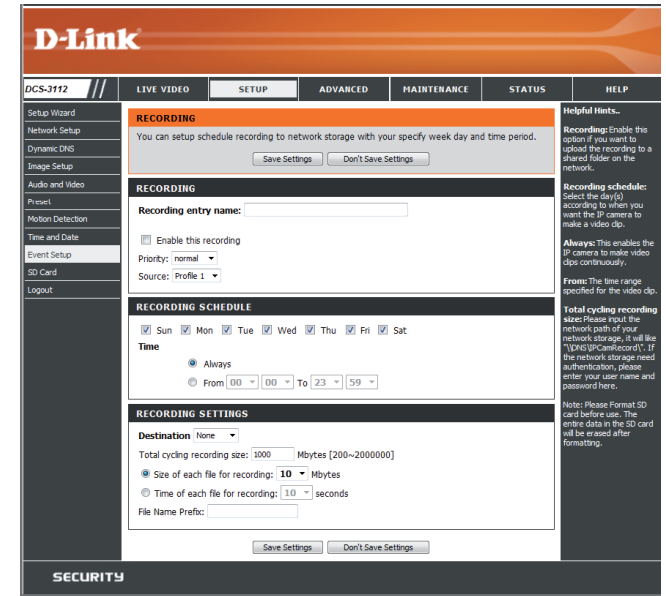 D-Link
DCS-3112 // LIVE VIDEO SETUP ADVANCED MAINTENANCE STATUS HELP
Setup Wizard
Network Setup
Dynamic DNS
Image Setup
Audio and Video
Preset
Motion Detection
Time and Date
Event Setup
SD Card
Logout
RECORDING
You can setup schedule recording to network storage with your specify week day and time period.
Save Settings Don't Save Settings
RECORDING
Recording entry name:
Enable this recording
Priority: normal
Source: Profile 1
RECORDING SCHEDULE
Sun Mon Tue Wed Thu Fri Sat
Time
Always
From 00 00 To 23 59
RECORDING SETTINGS
Destination None
Total cycling recording size: 1000 Mbytes [200~2000000]
Size of each file for recording: 10 Mbytes
Time of each file for recording: 10 seconds
File Name Prefix:
Save Settings Don't Save Settings
Helpful Hints..
Recording: Enable this
option if you want to
upload the recording to a
shared folder on the
network.
Recording schedule:
Select the day(s)
according to when you
want the IP camera to
make a video clip.
Always: This enables the
IP camera to make video
clips continuously.
From: The time range
specified for the video clip.
Total cycling recording
size: Please input the
network path of your
network storage, it will like
"\\DNS\IPCamRecord\". If
the network storage need
authentication, please
enter your user name and
password here.
Note: Please Format SD
card before use. The
entire data in the SD card
will be erased after
formatting.
SECURITY